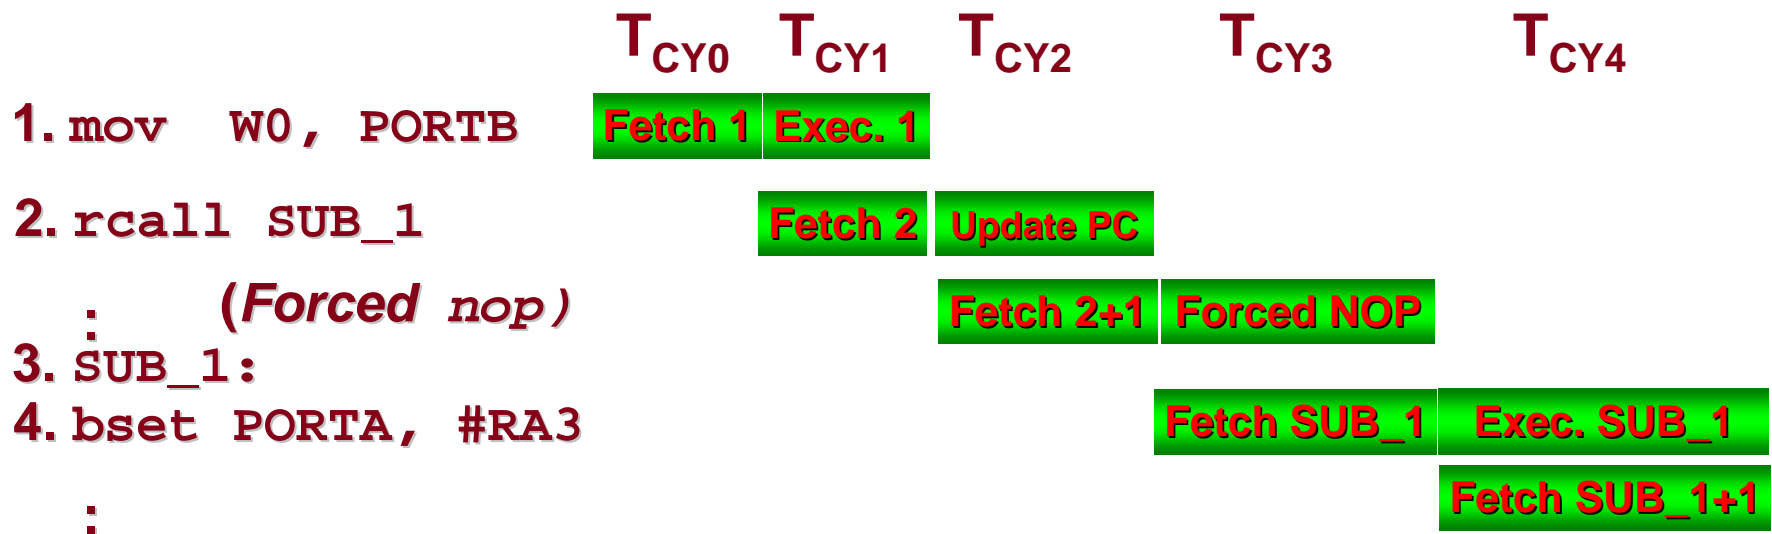 TCY0 TCY1 TCY2 TCY3 TCY4
1. mov W0, PORTB Fetch 1 Exec. 1
2. rcall SUB_1 Fetch 2 Update PC
: (Forced nop) Fetch 2+1 Forced NOP
3. SUB_1:
4. bset PORTA, #RA3 Fetch SUB_1 Exec. SUB_1
: Fetch SUB_1+1